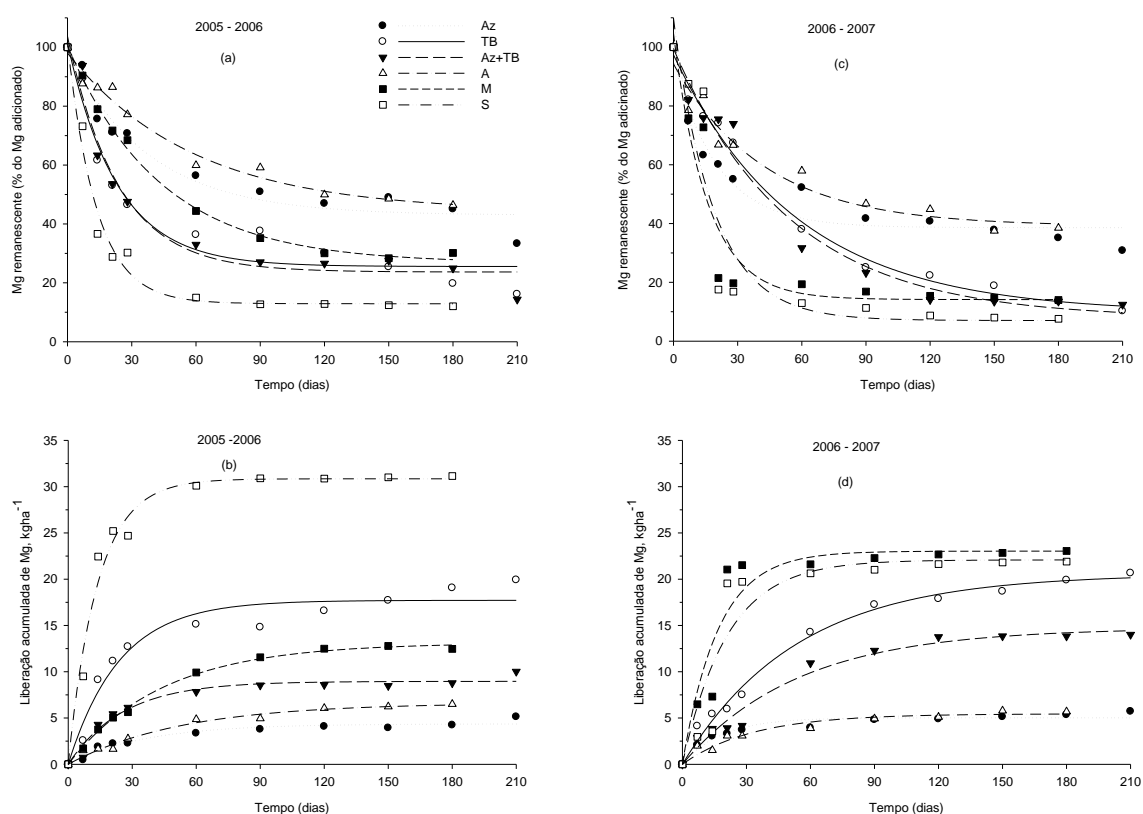 2005 - 2006
(a)
Az
TB
Az+TB
A
M
S
Mg remanescente (% do Mg adicionado)
100
80
60
40
20
0
0 30 60 90 120 150 180 210
Tempo (dias)
2006 - 2007
(c)
Mg remanescente (% do Mg adicinado)
100
80
60
40
20
0
0 30 60 90 120 150 180 210
Tempo (dias)
2005 -2006
(b)
Liberação acumulada de Mg, kgha-1
35
30
25
20
15
10
5
0
0 30 60 90 120 150 180 210
Tempo (dias)
2006 - 2007
(d)
Liberação acumulada de Mg, kgha-1
35
30
25
20
15
10
5
0
0 30 60 90 120 150 180 210
Tempo (dias)